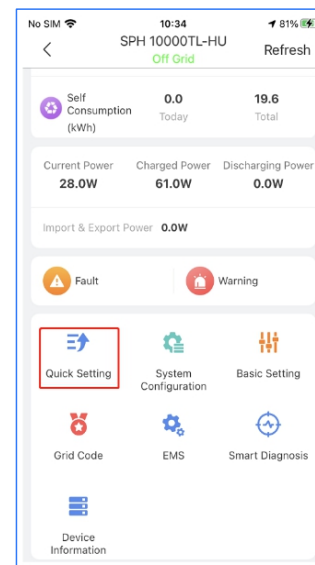 No SIM 10:34 81%
SPH 10000TL-HU Refresh
Off Grid
Self Consumption (kWh) 0.0 Today 19.6 Total
Current Power Charged Power Discharging Power
28.0W 61.0W 0.0W
Import & Export Power 0.0W
Fault Warning
Quick Setting System Configuration Basic Setting
Grid Code EMS Smart Diagnosis
Device Information